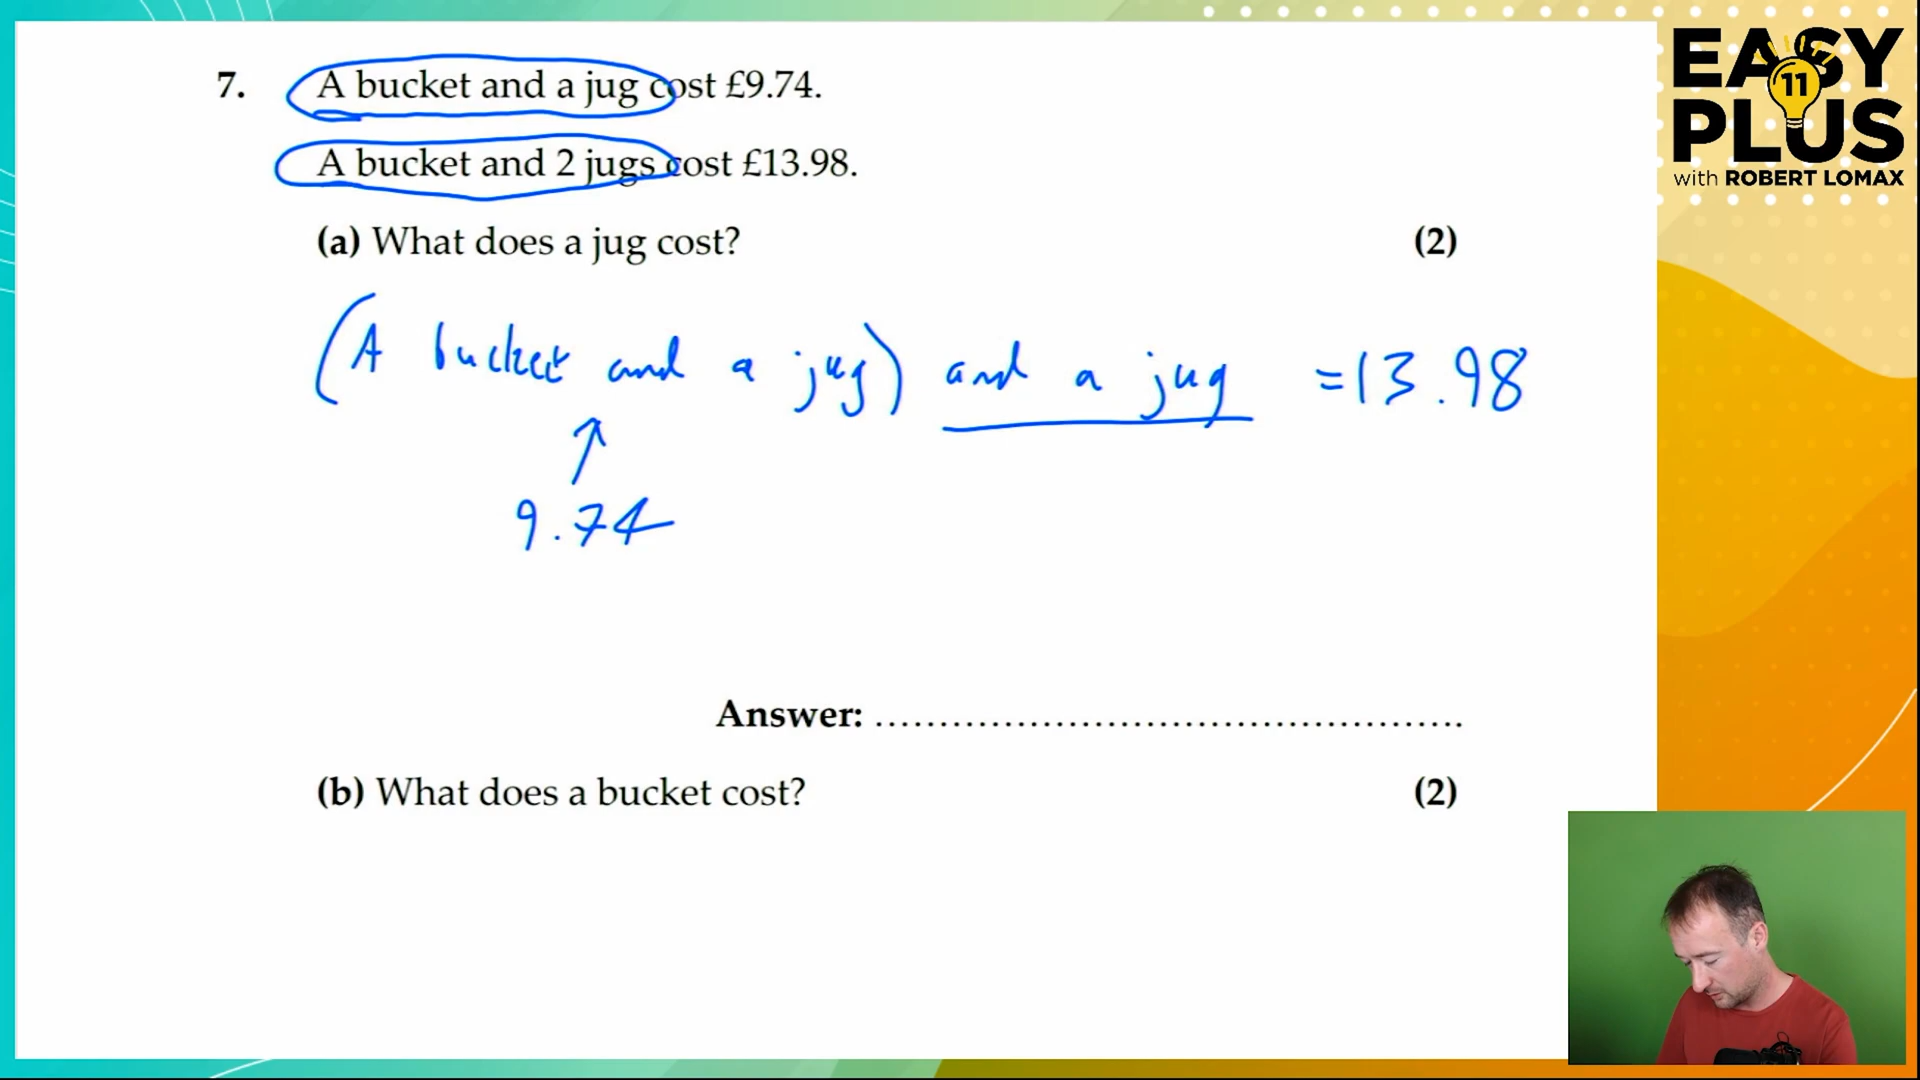 7. A bucket and a jug cost £9.74.
A bucket and 2 jugs cost £13.98.
(a) What does a jug cost? (2)
(A bucket and a jug) and a jug =13.98
9.74
Answer: ..............................................
(b) What does a bucket cost? (2)
EASY
11
PLUS
with ROBERT LOMAX